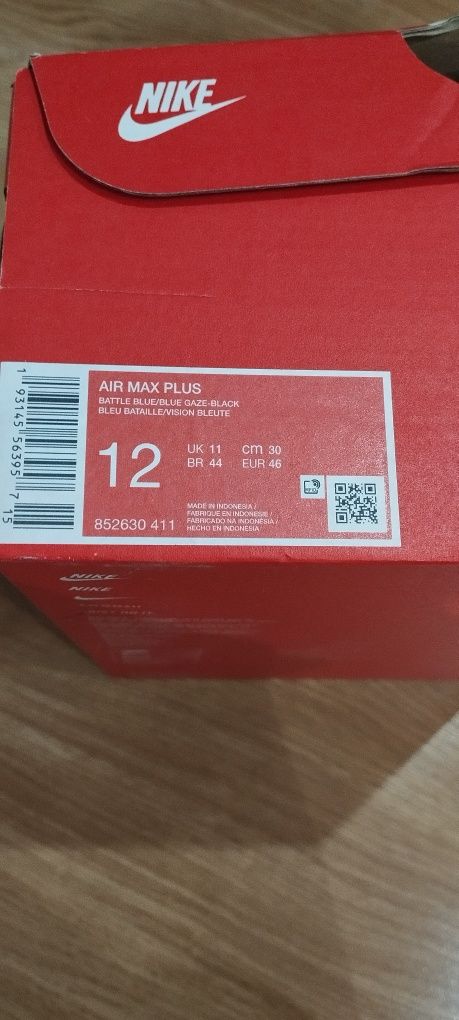 NIKE
AIR MAX PLUS
BATTLE BLUE/BLUE GAZE-BLACK
BLEU BATAILLE/VISION BLEUTE
12
UK 11 cm 30
BR 44 EUR 46
852630 411
MADE IN INDONESIA /
FABRIQUE EN INDONESIE /
FABRICADO NA INDONÉSIA /
HECHO EN INDONESIA
1 93145 56395 7 15
NIKE
NIKE